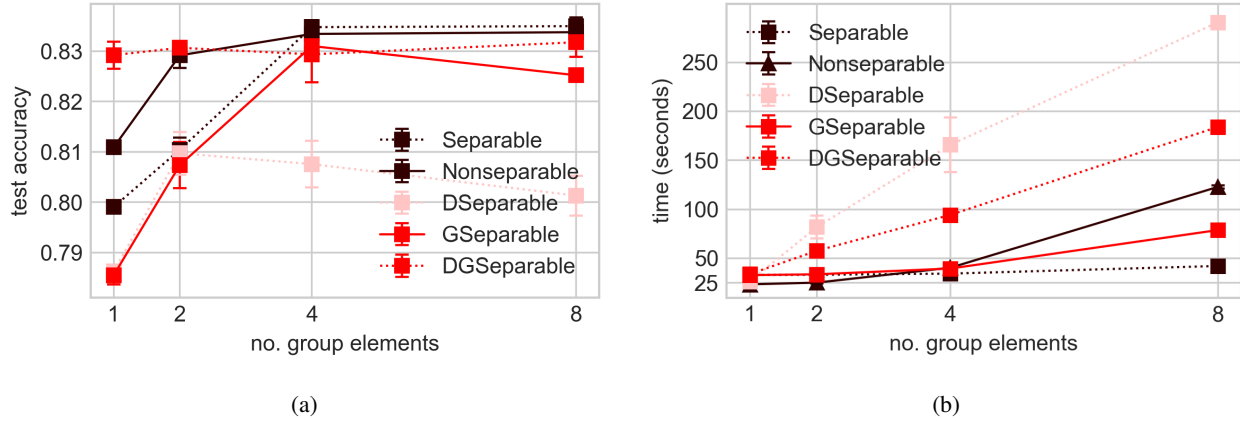 test accuracy
0.83
0.82
0.81
0.80
0.79
Separable
Nonseparable
DSeparable
GSeparable
DGSeparable
1 2 4 8
no. group elements
(a)
time (seconds)
250
200
150
100
50
25
Separable
Nonseparable
DSeparable
GSeparable
DGSeparable
1 2 4 8
no. group elements
(b)